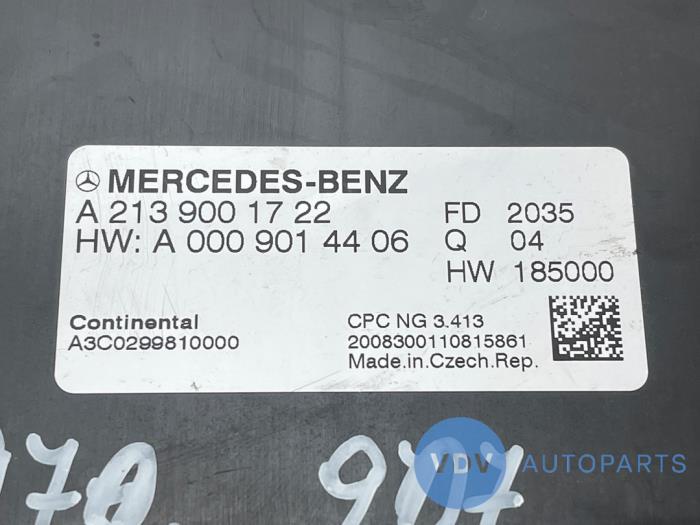 MERCEDES-BENZ
A 213 900 17 22 FD 2035
HW: A 000 901 44 06 Q 04
HW 185000
Continental CPC NG 3.413
A3C0299810000 2008300110815861
Made.in.Czech.Rep.
VDV AUTOPARTS